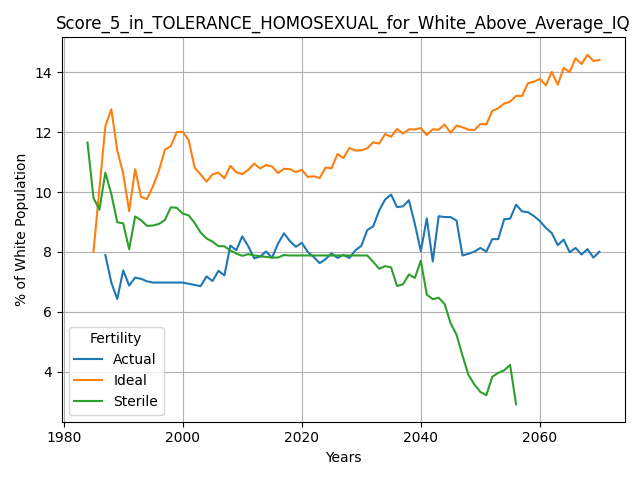 Score_5_in_TOLERANCE_HOMOSEXUAL_for_White_Above_Average_IQ
% of White Population
14
12
10
8
6
4
Fertility
Actual
Ideal
Sterile
1980
2000
2020
2040
2060
Years